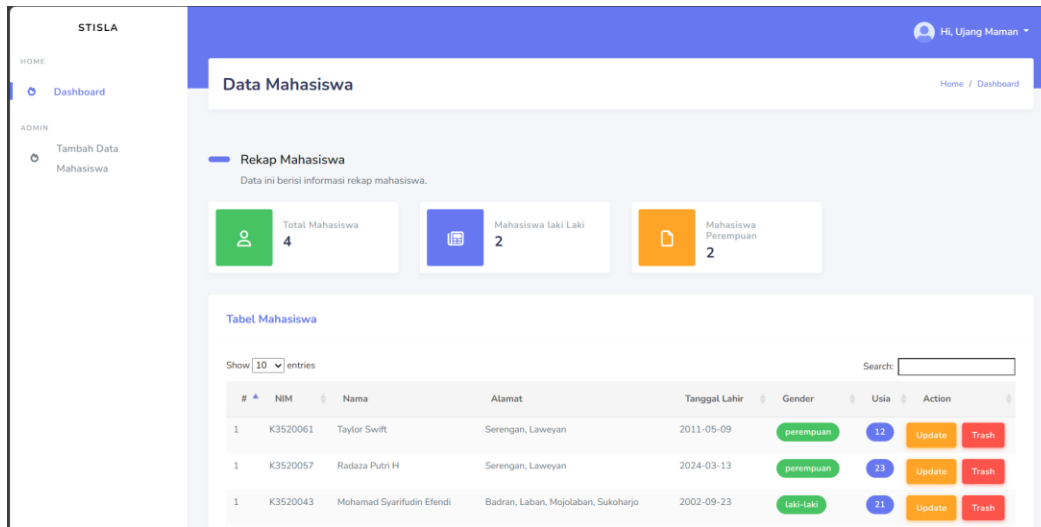 STISLA
Hi, Ujang Maman
HOME
Dashboard
ADMIN
Tambah Data
Mahasiswa
Data Mahasiswa
Home / Dashboard
Rekap Mahasiswa
Data ini berisi informasi rekap mahasiswa.
Total Mahasiswa
4
Mahasiswa laki Laki
2
Mahasiswa
Perempuan
2
Tabel Mahasiswa
Show 10 entries
Search:
# NIM Nama Alamat Tanggal Lahir Gender Usia Action
1 K3520061 Taylor Swift Serengan, Laweyan 2011-05-09 perempuan 12 Update Trash
1 K3520057 Radaza Putri H Serengan, Laweyan 2024-03-13 perempuan 23 Update Trash
1 K3520043 Mohamad Syarifudin Efendi Badran, Laban, Mojolaban, Sukoharjo 2002-09-23 laki-laki 21 Update Trash